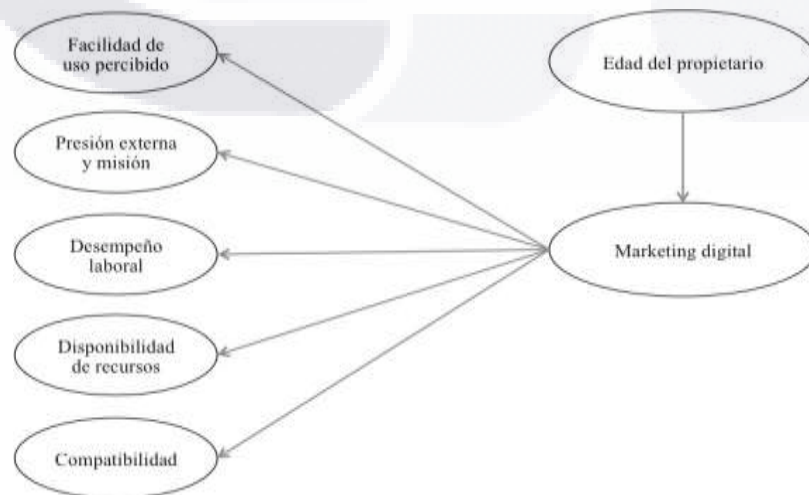 Facilidad de
uso percibido
Edad del propietario
Presión externa
y misión
Desempeño
laboral
Marketing digital
Disponibilidad
de recursos
Compatibilidad